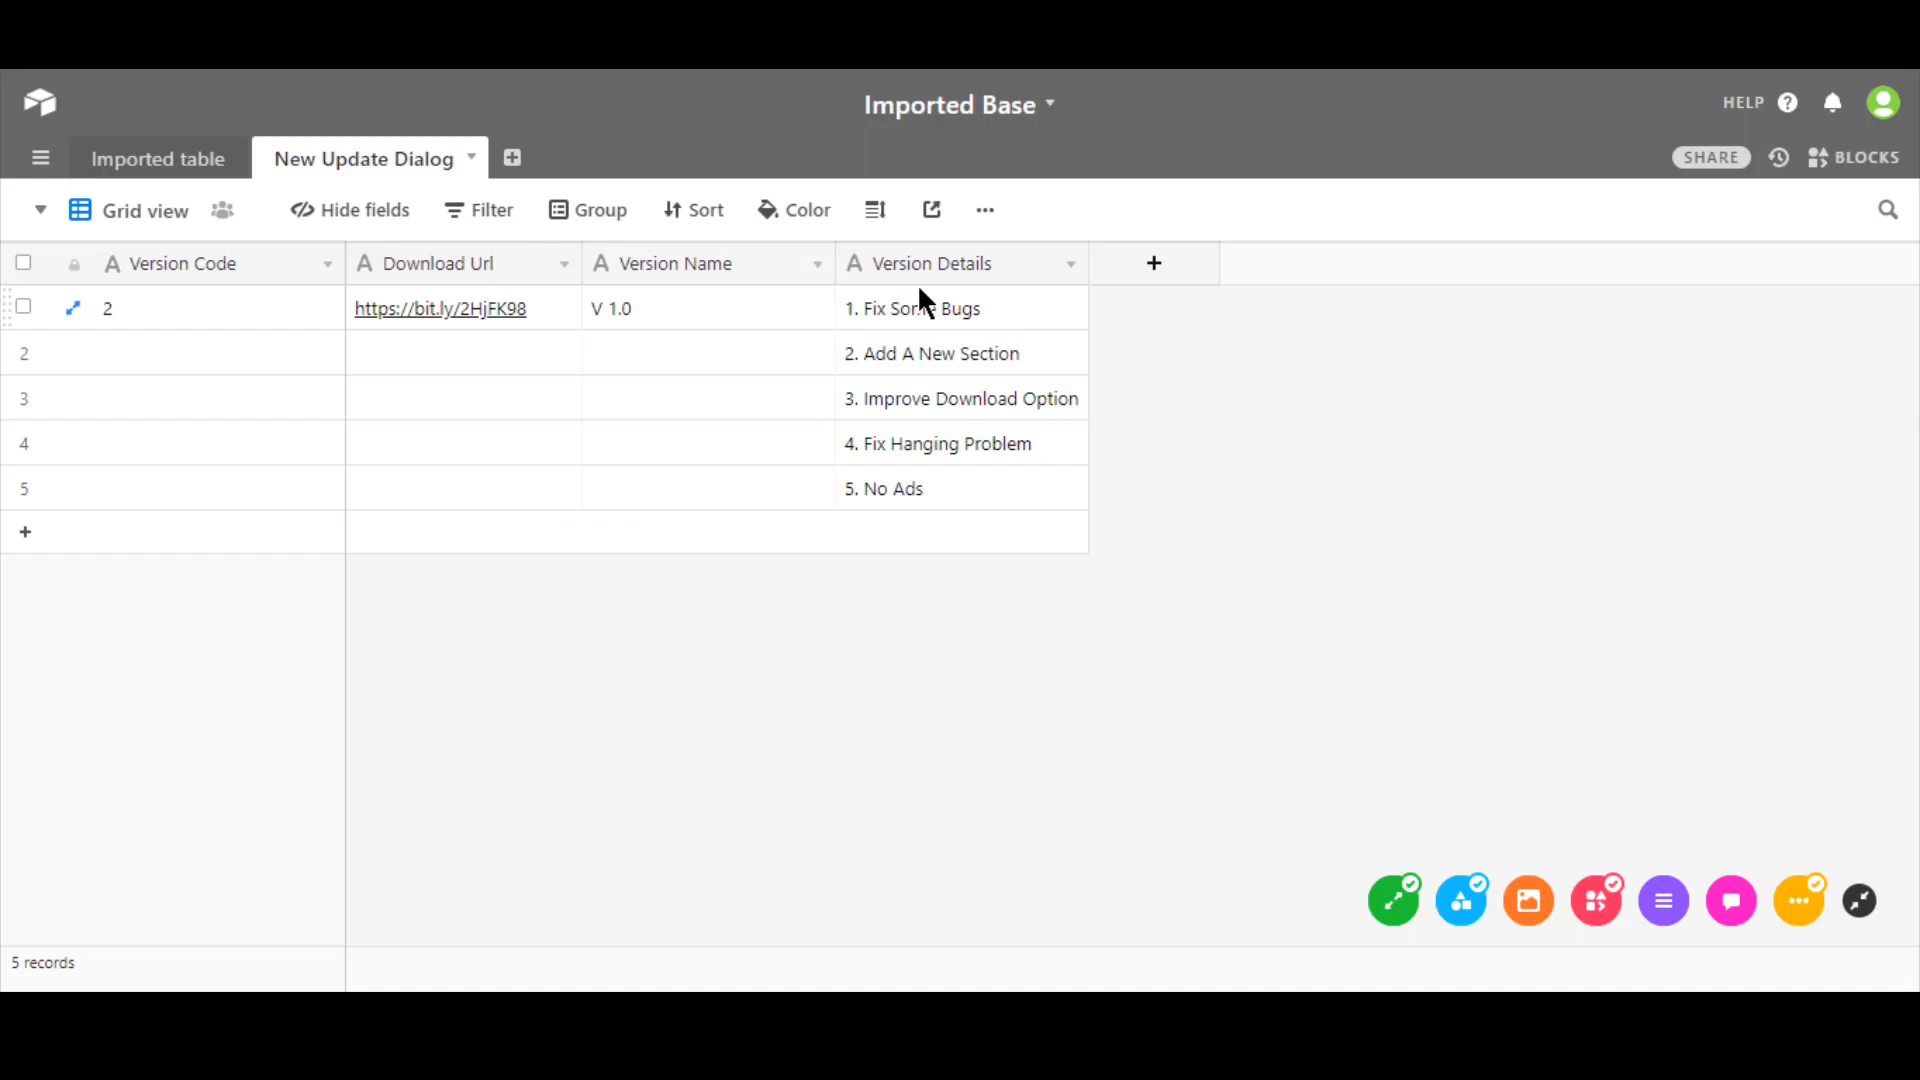 Imported Base
HELP
Imported table
New Update Dialog
SHARE
BLOCKS
Grid view
Hide fields
Filter
Group
Sort
Color
Version Code
Download Url
Version Name
Version Details
2
https://bit.ly/2HjFK98
V 1.0
1. Fix Some Bugs
2
2. Add A New Section
3
3. Improve Download Option
4
4. Fix Hanging Problem
5
5. No Ads
5 records